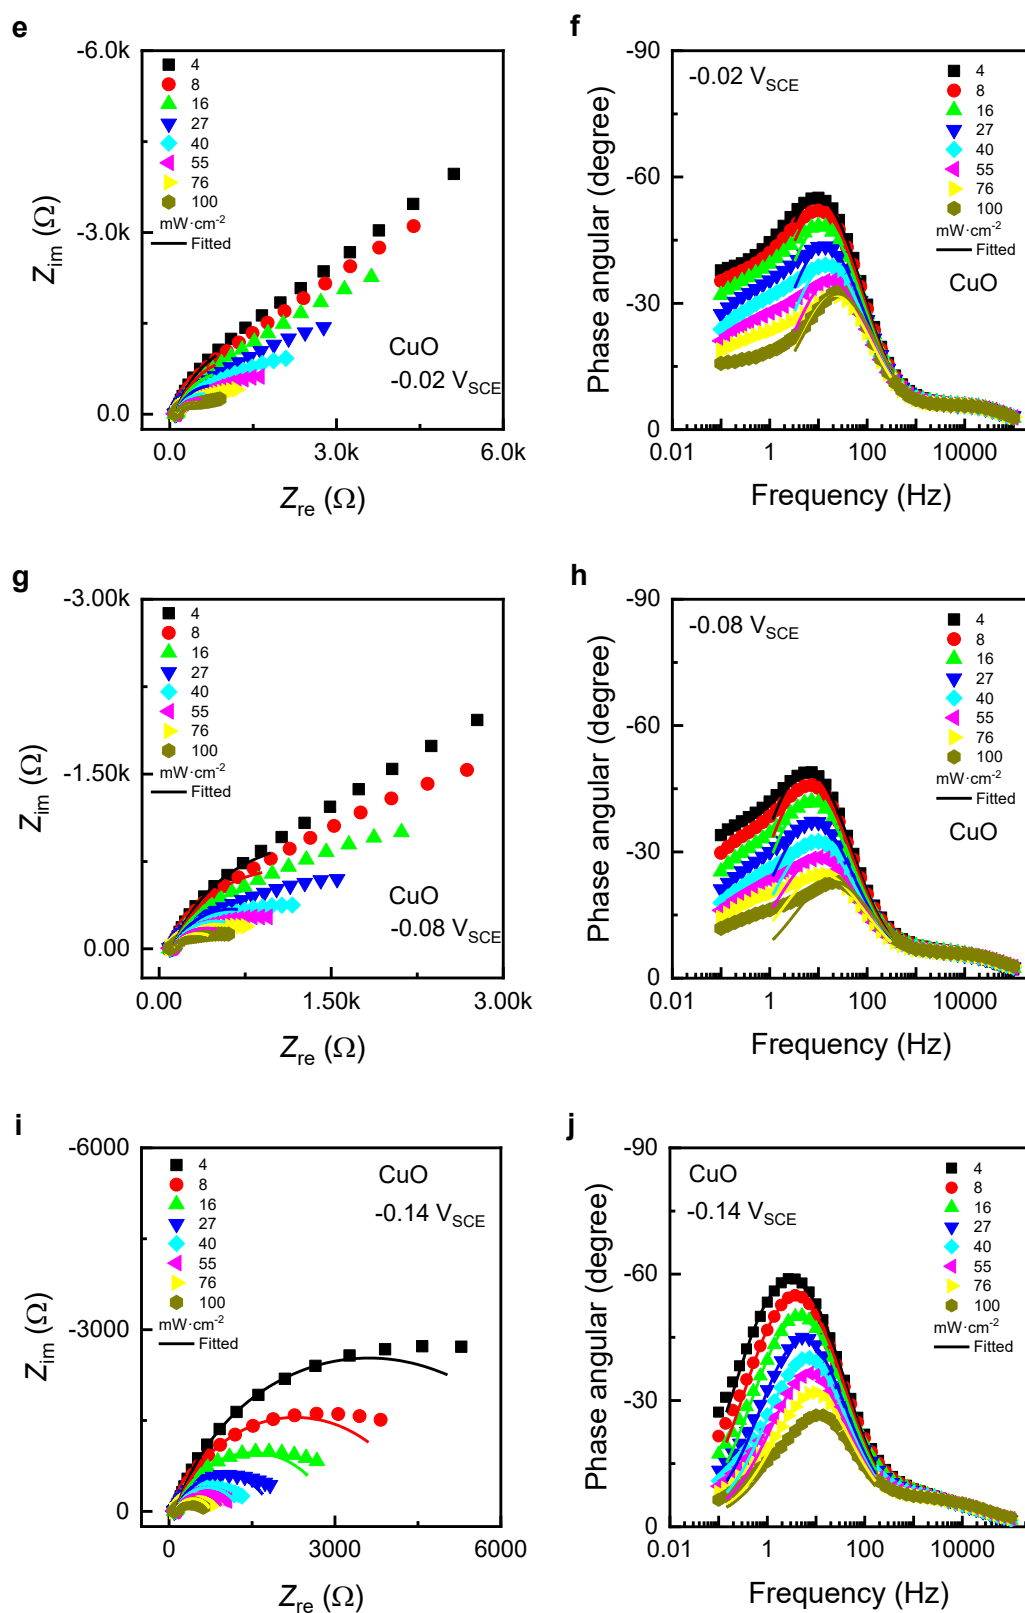 e
-6.0k
-3.0k
0.0
0.0
3.0k
6.0k
Zim (Ω)
Zre (Ω)
4
8
16
27
40
55
76
100
mW·cm-2
Fitted
CuO
-0.02 VSCE
f
-90
-60
-30
0
0.01
1
100
10000
Phase angular (degree)
Frequency (Hz)
-0.02 VSCE
4
8
16
27
40
55
76
100
mW·cm-2
Fitted
CuO
g
-3.00k
-1.50k
0.00
0.00
1.50k
3.00k
Zim (Ω)
Zre (Ω)
4
8
16
27
40
55
76
100
mW·cm-2
Fitted
CuO
-0.08 VSCE
h
-90
-60
-30
0
0.01
1
100
10000
Phase angular (degree)
Frequency (Hz)
-0.08 VSCE
4
8
16
27
40
55
76
100
mW·cm-2
Fitted
CuO
i
-6000
-3000
0
0
3000
6000
Zim (Ω)
Zre (Ω)
4
8
16
27
40
55
76
100
mW·cm-2
Fitted
CuO
-0.14 VSCE
j
-90
-60
-30
0
0.01
1
100
10000
Phase angular (degree)
Frequency (Hz)
CuO
-0.14 VSCE
4
8
16
27
40
55
76
100
mW·cm-2
Fitted